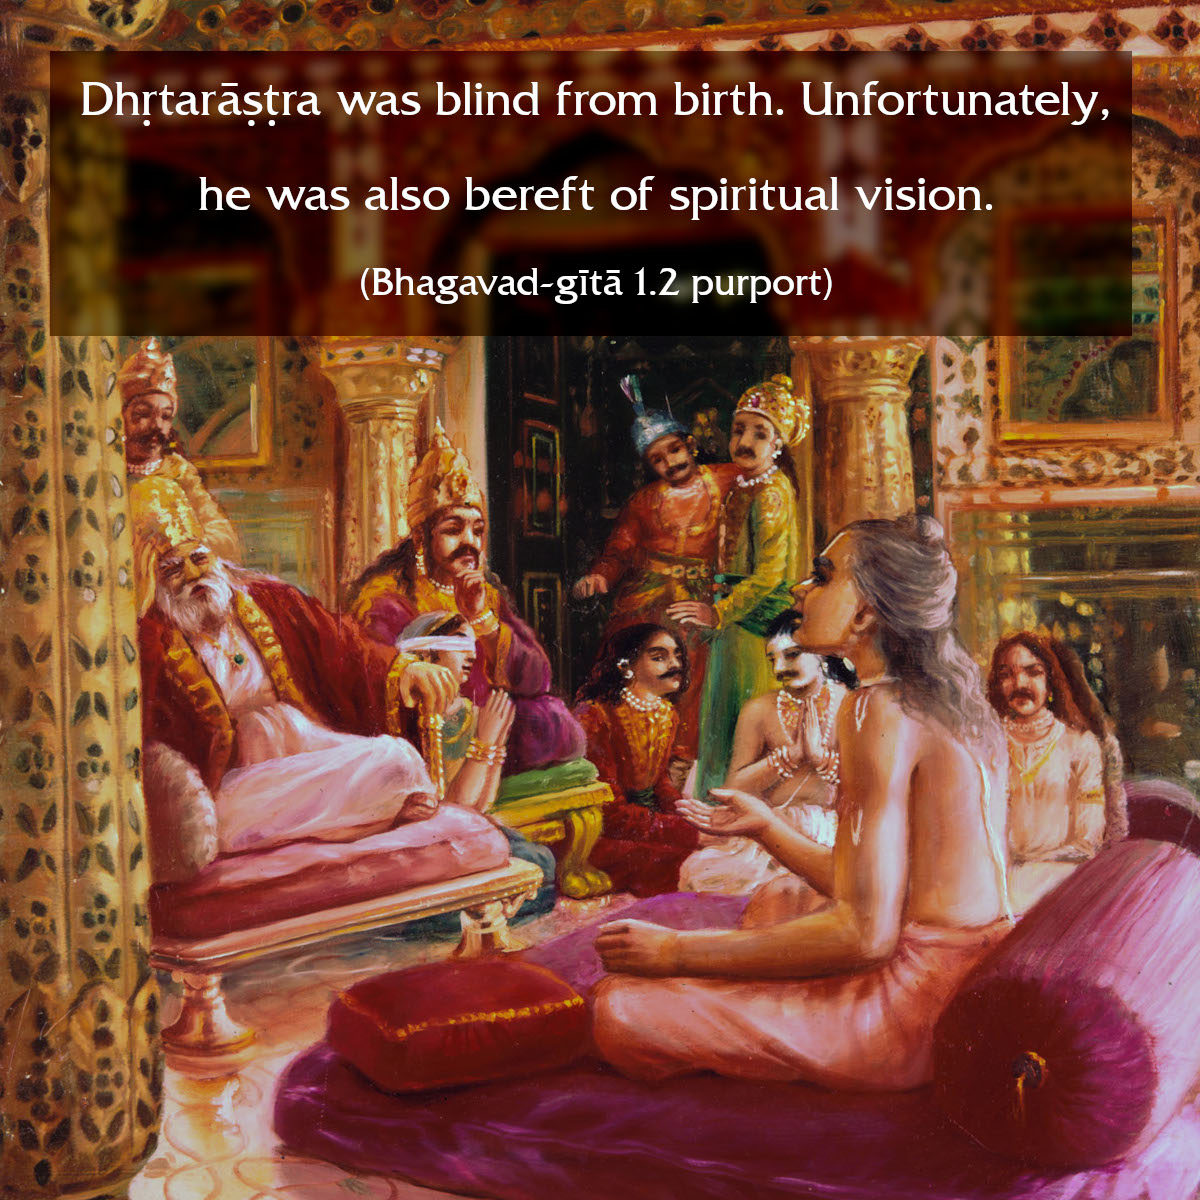 Dhṛtarāṣṭra was blind from birth. Unfortunately,
he was also bereft of spiritual vision.
(Bhagavad-gītā 1.2 purport)